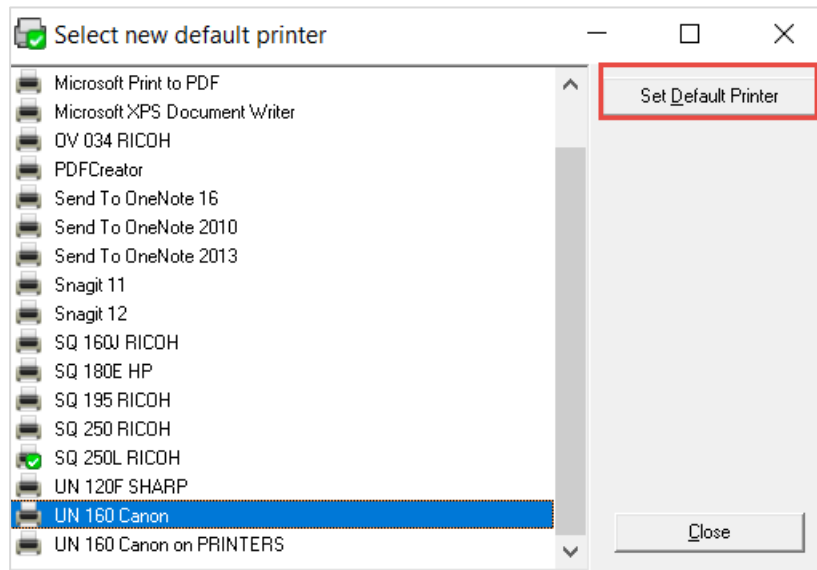 Select new default printer
Microsoft Print to PDF
Microsoft XPS Document Writer
OV 034 RICOH
PDFCreator
Send To OneNote 16
Send To OneNote 2010
Send To OneNote 2013
Snagit 11
Snagit 12
SQ 160J RICOH
SQ 180E HP
SQ 195 RICOH
SQ 250 RICOH
SQ 250L RICOH
UN 120F SHARP
UN 160 Canon
UN 160 Canon on PRINTERS
Set Default Printer
Close